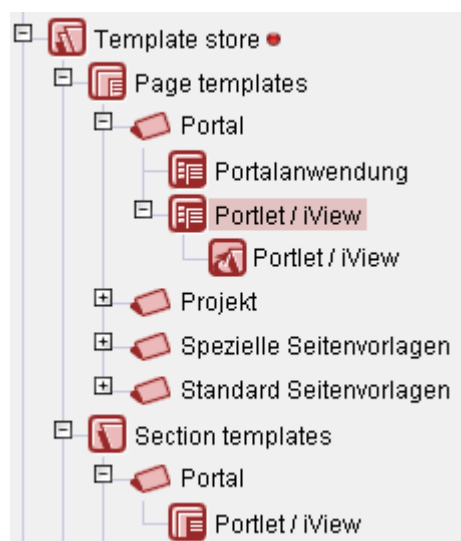 Template store
Page templates
Portal
Portalanwendung
Portlet / iView
Portlet / iView
Projekt
Spezielle Seitenvorlagen
Standard Seitenvorlagen
Section templates
Portal
Portlet / iView